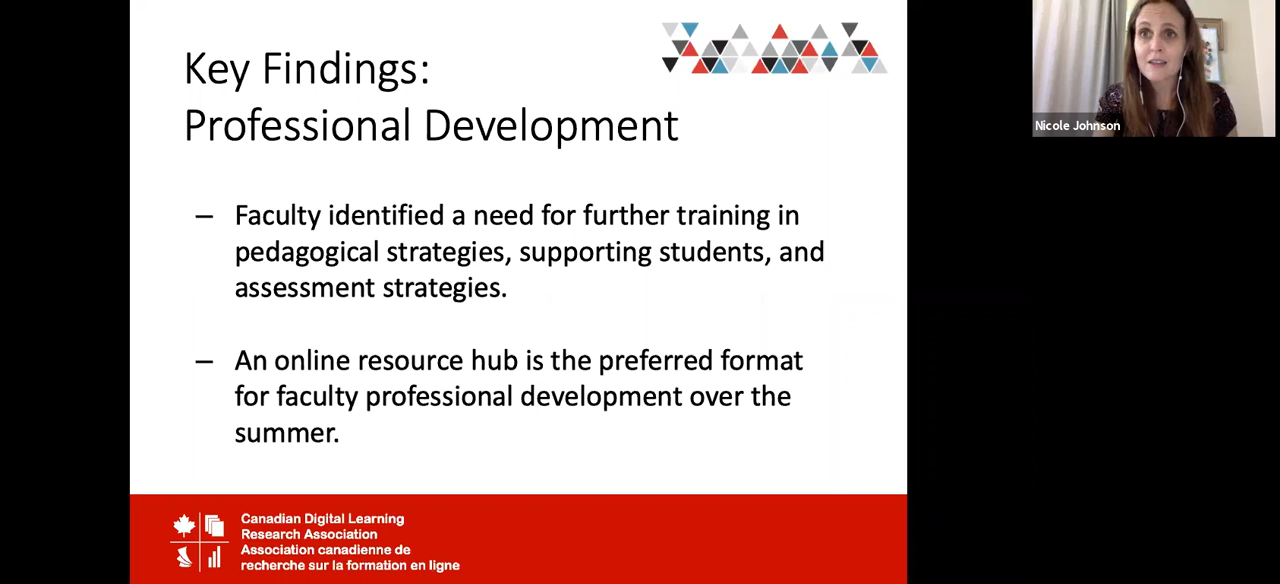 Key Findings:
Professional Development
– Faculty identified a need for further training in
pedagogical strategies, supporting students, and
assessment strategies.
– An online resource hub is the preferred format
for faculty professional development over the
summer.
Canadian Digital Learning
Research Association
Association canadienne de
recherche sur la formation en ligne
Nicole Johnson